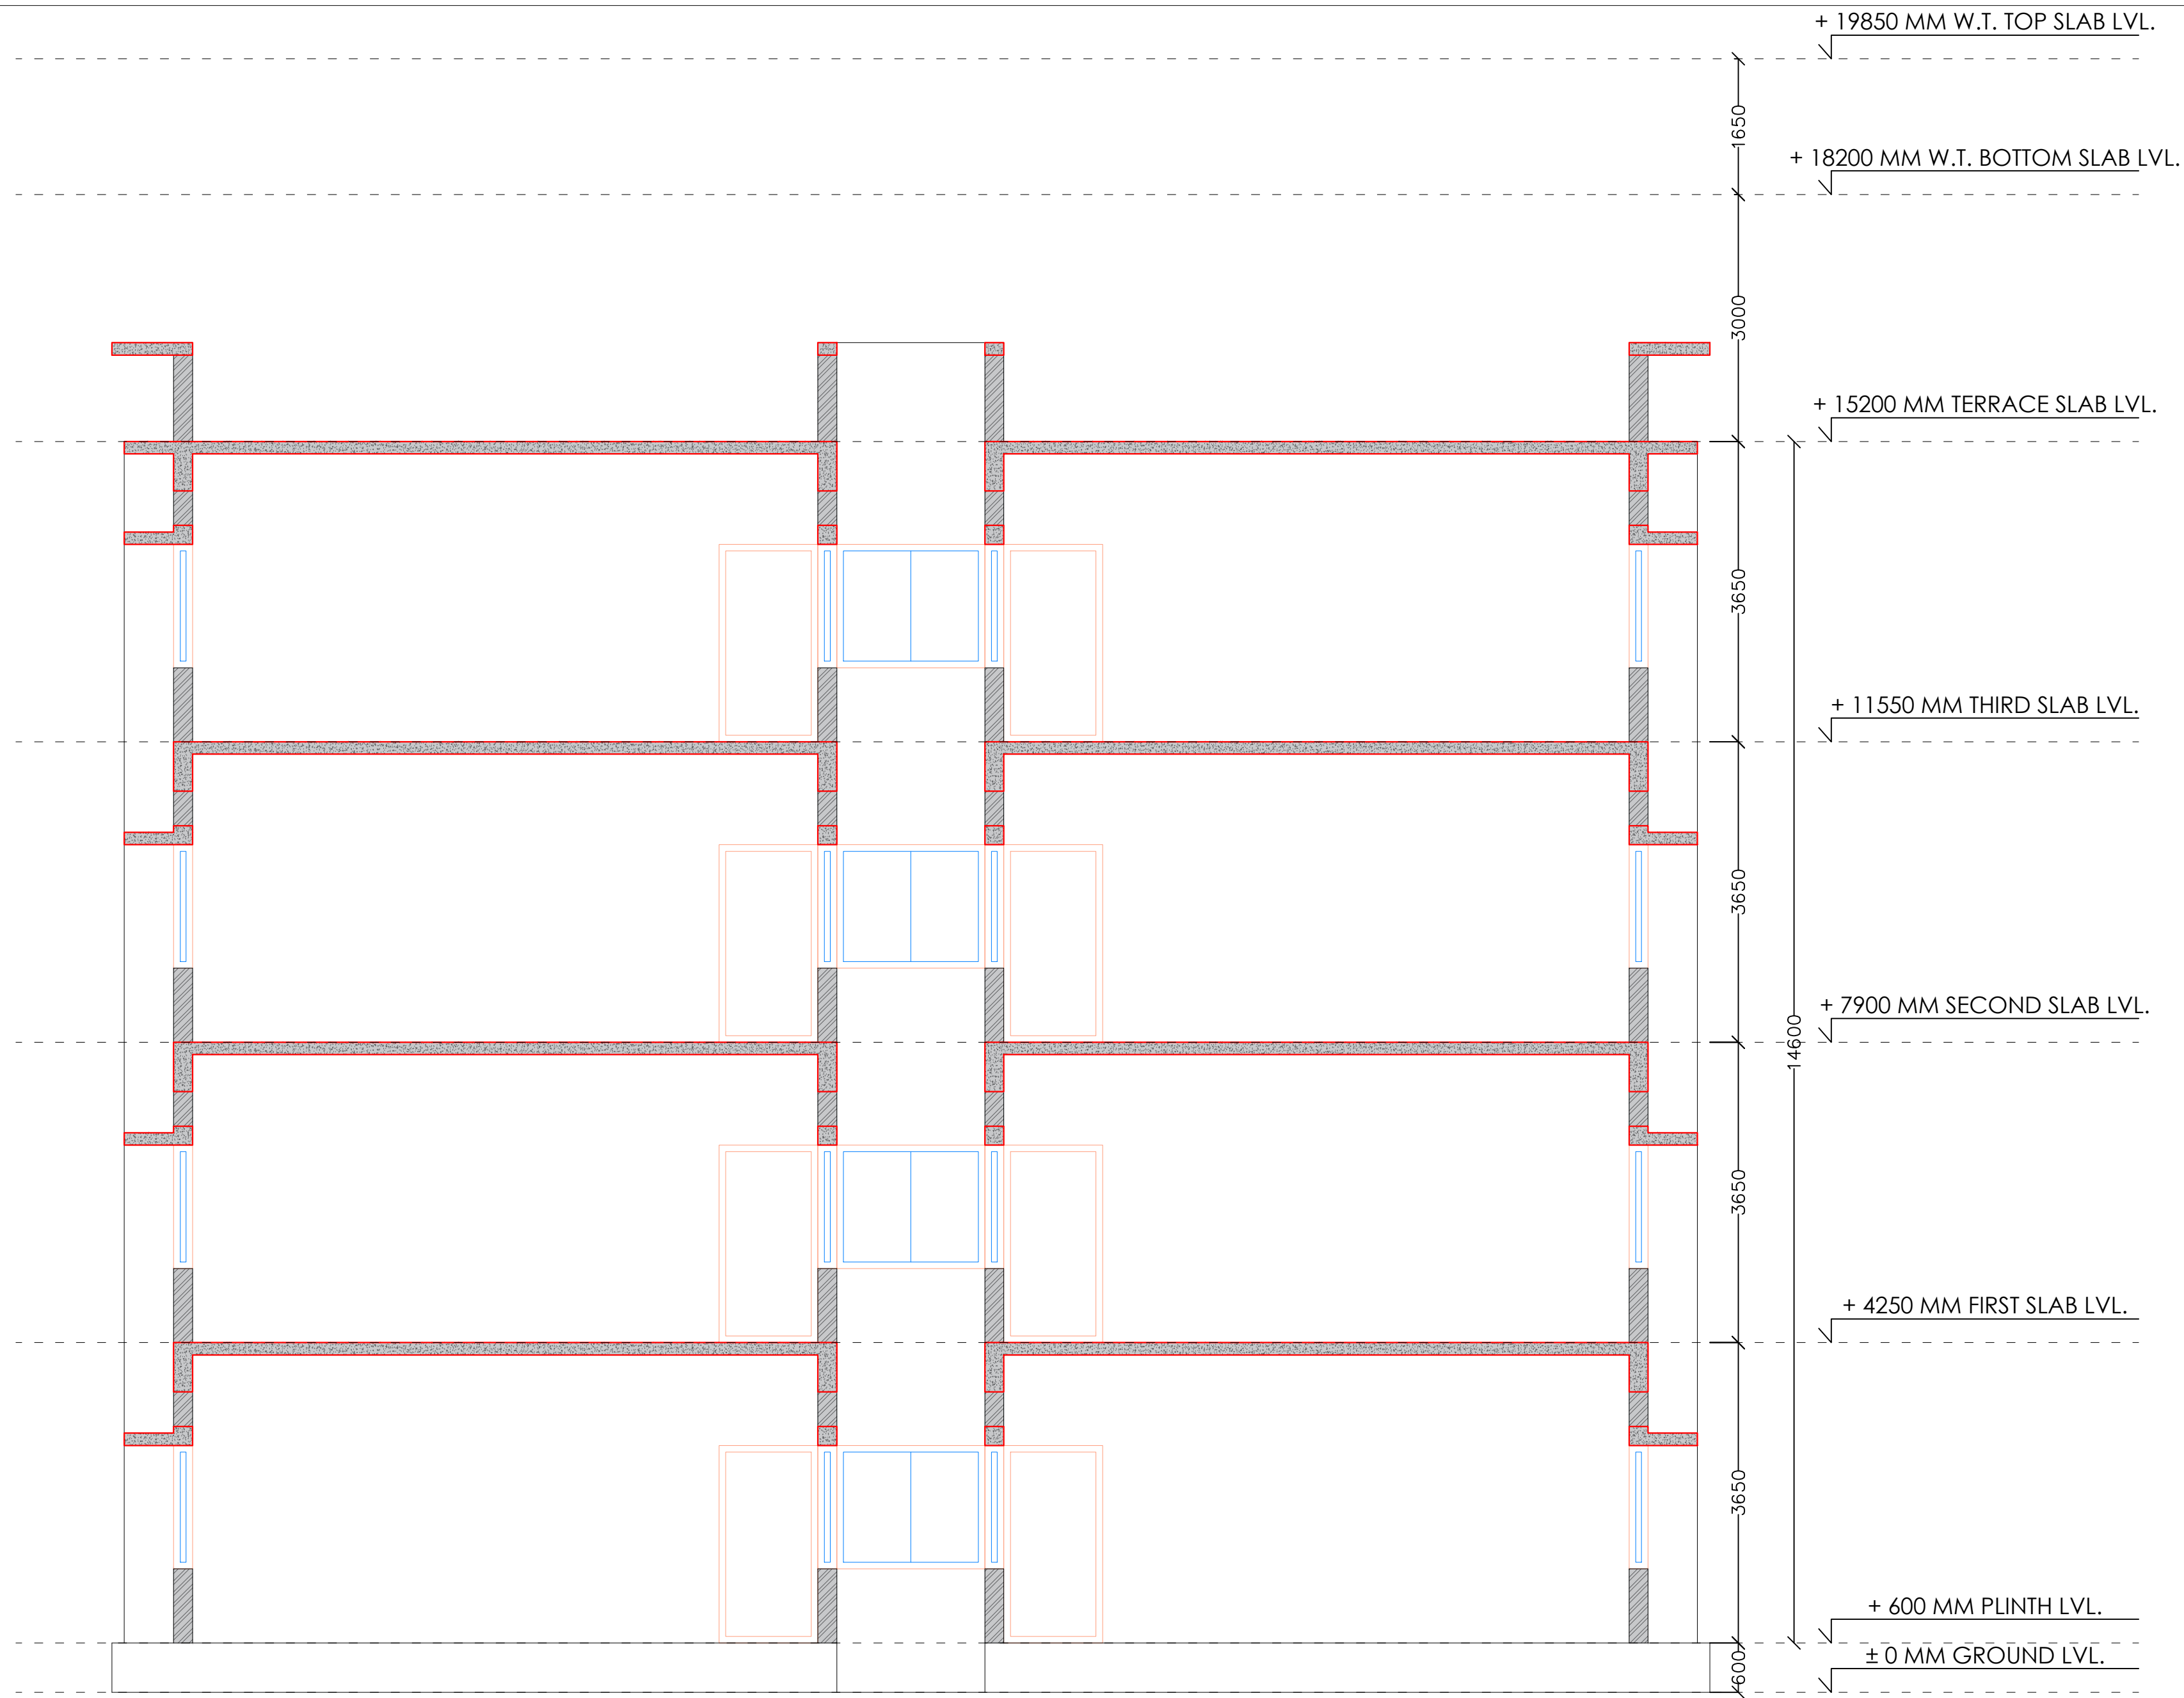 + 19850 MM W.T. TOP SLAB LVL.
1650
+ 18200 MM W.T. BOTTOM SLAB LVL.
3000
+ 15200 MM TERRACE SLAB LVL.
3650
+ 11550 MM THIRD SLAB LVL.
3650
+ 7900 MM SECOND SLAB LVL.
14600
3650
+ 4250 MM FIRST SLAB LVL.
3650
+ 600 MM PLINTH LVL.
± 0 MM GROUND LVL.
600